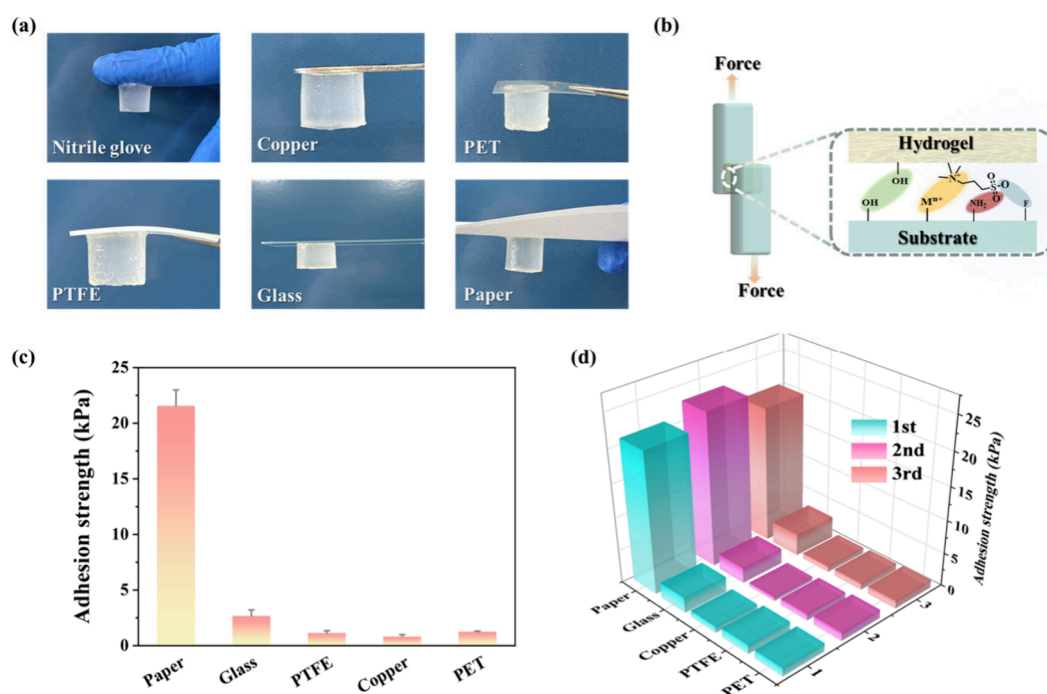 (a)
Nitrile glove
Copper
PET
PTFE
Glass
Paper
(b)
Force
Force
Hydrogel
OH
OH
N+
Mn+
O
S
O
O
NH2
F
Substrate
(c)
Adhesion strength (kPa)
25
20
15
10
5
0
Paper
Glass
PTFE
Copper
PET
(d)
1st
2nd
3rd
Adhesion strength (kPa)
25
20
15
10
5
0
Paper
Glass
Copper
PTFE
PET
1
2
3